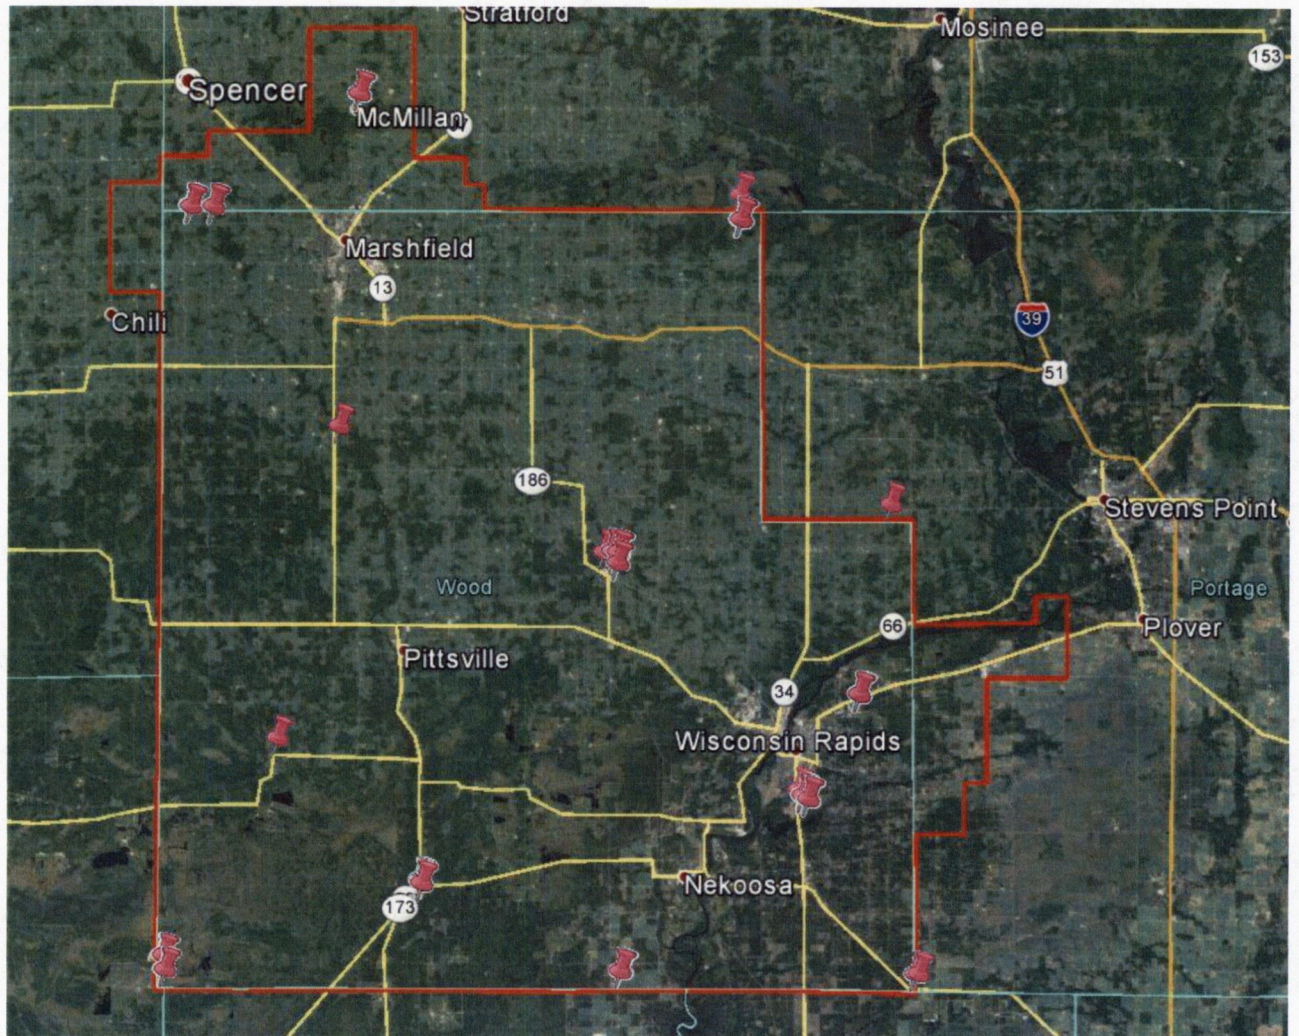 Stratford
Mosinee
153
Spencer
McMillan
Marshfield
13
Chili
39
51
186
Stevens Point
Wood
Portage
66
Plover
Pittsville
34
Wisconsin Rapids
Nekoosa
173